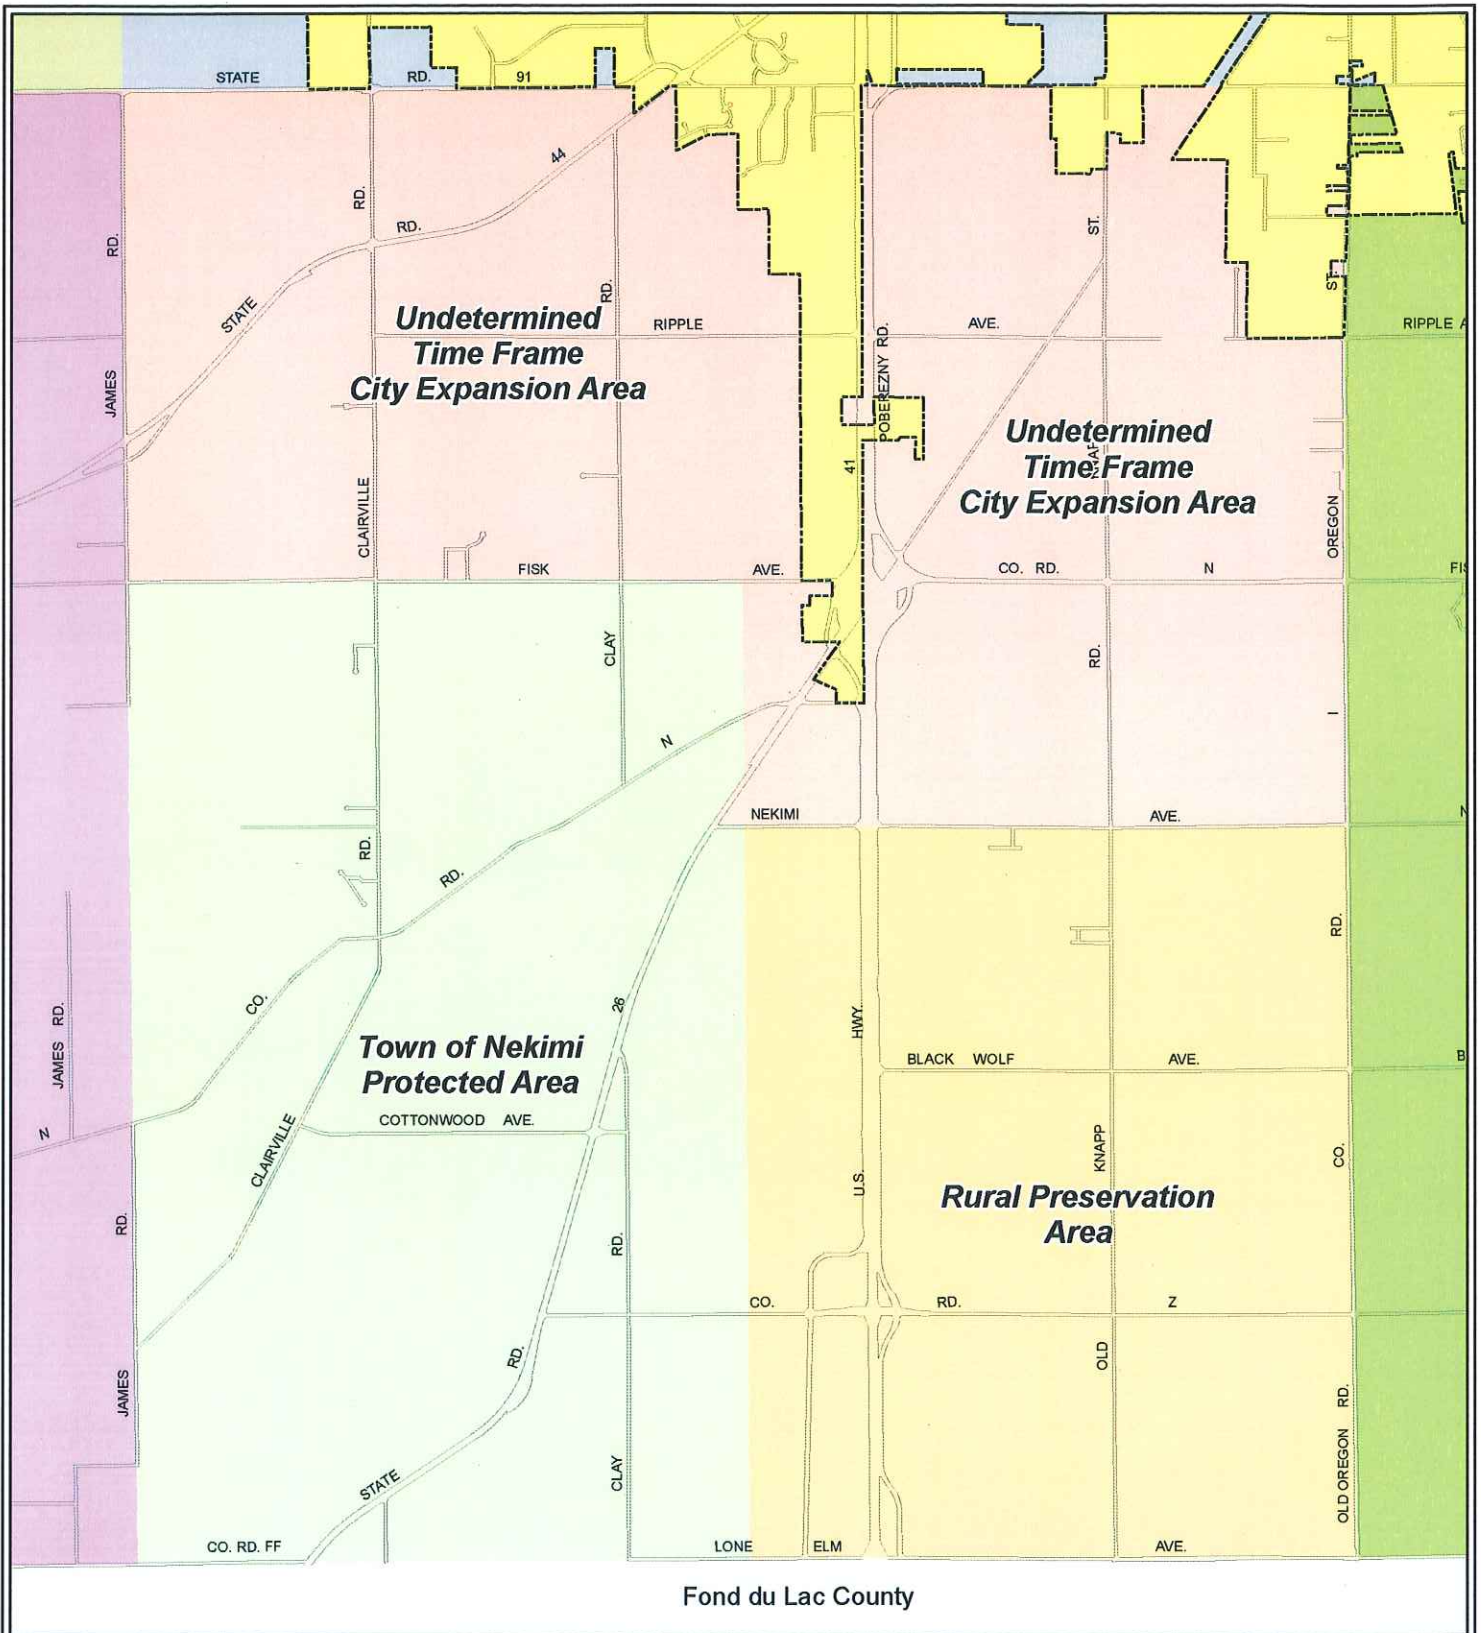 STATE RD. 91
44
RD.
RD.
ST.
RD.
STATE
RD.
ST.
Undetermined
Time Frame
City Expansion Area
RIPPLE
AVE.
RIPPLE A
POBEREZNY RD.
JAMES
Undetermined
Time Frame
City Expansion Area
41
CLAIRVILLE
OREGON
FISK AVE.
CO. RD. N
FIS
CLAY
RD.
I
N
NEKIMI
AVE.
N
RD.
RD.
RD.
CO.
26
HWY.
JAMES RD.
Town of Nekimi
Protected Area
BLACK WOLF AVE.
B
COTTONWOOD AVE.
N
CLAIRVILLE
KNAPP
CO.
U.S.
Rural Preservation
Area
RD.
RD.
CO. RD. Z
RD.
OLD
JAMES
RD.
OLD OREGON
STATE
CLAY
CO. RD. FF
LONE ELM AVE.
Fond du Lac County